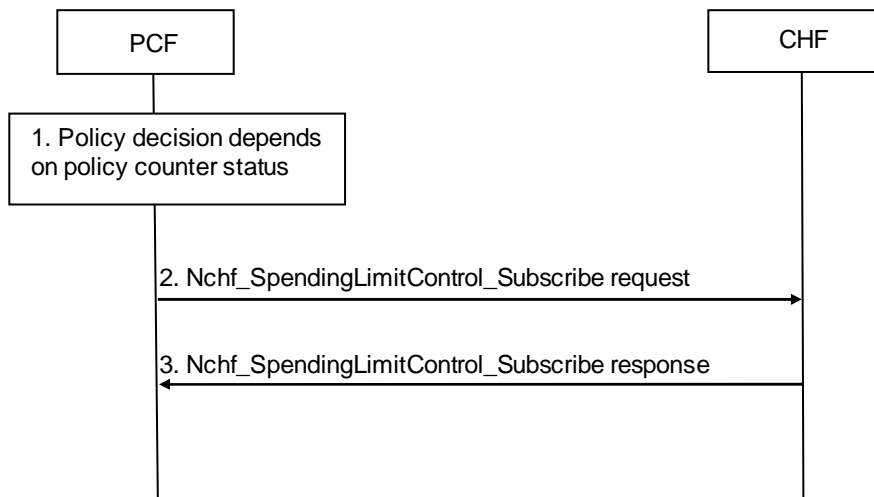 PCF
CHF
1. Policy decision depends
on policy counter status
2. Nchf_SpendingLimitControl_Subscribe request
3. Nchf_SpendingLimitControl_Subscribe response